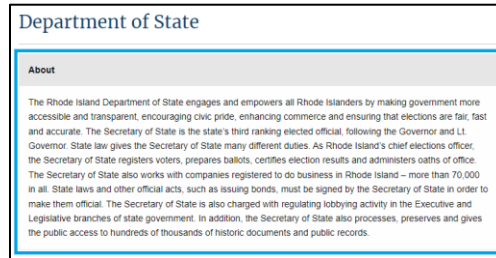 Department of State
About
The Rhode Island Department of State engages and empowers all Rhode Islanders by making government more
accessible and transparent, encouraging civic pride, enhancing commerce and ensuring that elections are fair, fast
and accurate. The Secretary of State is the state's third ranking elected official, following the Governor and Lt.
Governor. State law gives the Secretary of State many different duties. As Rhode Island's chief elections officer,
the Secretary of State registers voters, prepares ballots, certifies election results and administers oaths of office.
The Secretary of State also works with companies registered to do business in Rhode Island – more than 70,000
in all. State laws and other official acts, such as issuing bonds, must be signed by the Secretary of State in order to
make them official. The Secretary of State is also charged with regulating lobbying activity in the Executive and
Legislative branches of state government. In addition, the Secretary of State also processes, preserves and gives
the public access to hundreds of thousands of historic documents and public records.